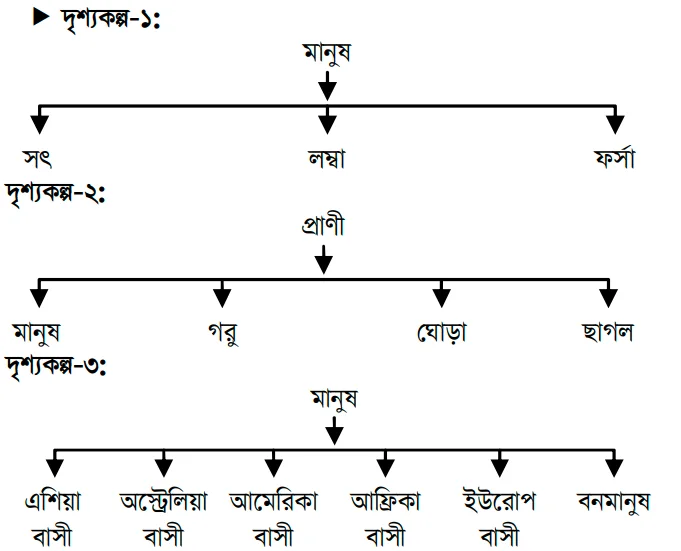 ▶ দৃশ্যকল্প-১:
মানুষ
সৎ লম্বা ফর্সা
দৃশ্যকল্প-২:
প্রাণী
মানুষ গরু ঘোড়া ছাগল
দৃশ্যকল্প-৩:
মানুষ
এশিয়া অস্ট্রেলিয়া আমেরিকা আফ্রিকা ইউরোপ বনমানুষ
বাসী বাসী বাসী বাসী বাসী